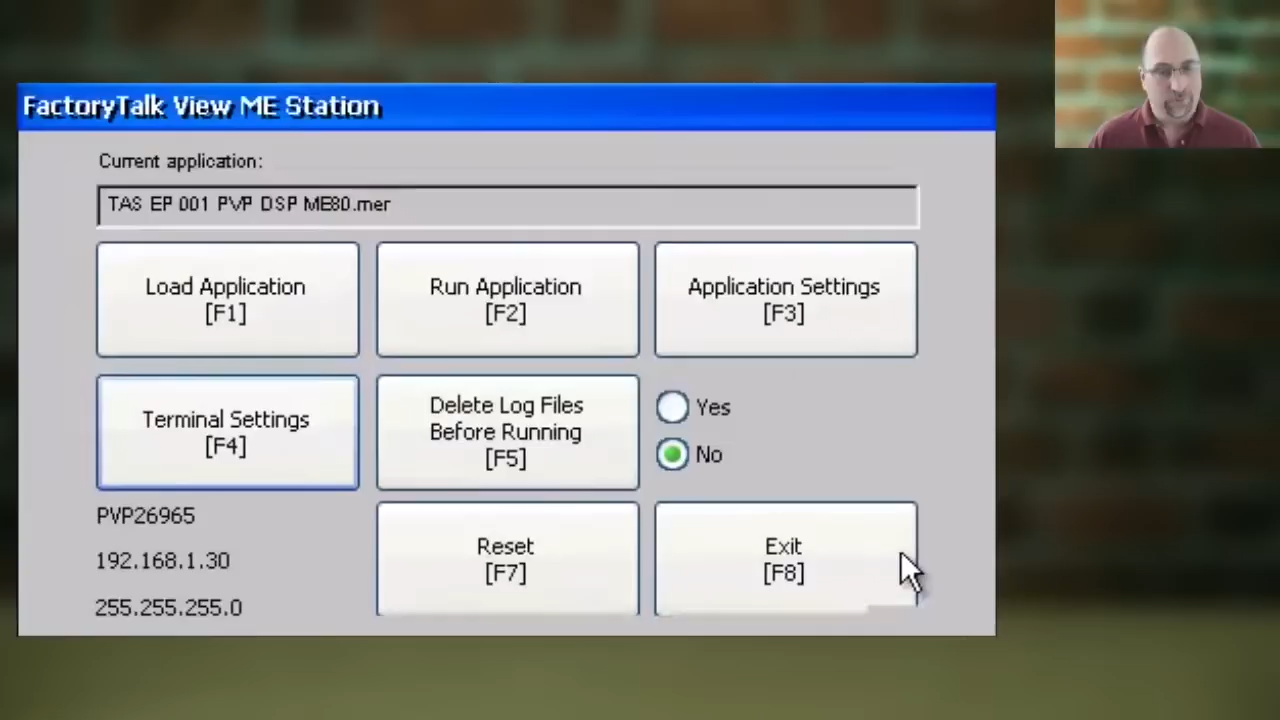 FactoryTalk View ME Station
Current application:
TAS EP 001 PVP DSP ME80.mer
Load Application
[F1]
Run Application
[F2]
Application Settings
[F3]
Terminal Settings
[F4]
Delete Log Files
Before Running
[F5]
Yes
No
PVP26965
192.168.1.30
255.255.255.0
Reset
[F7]
Exit
[F8]